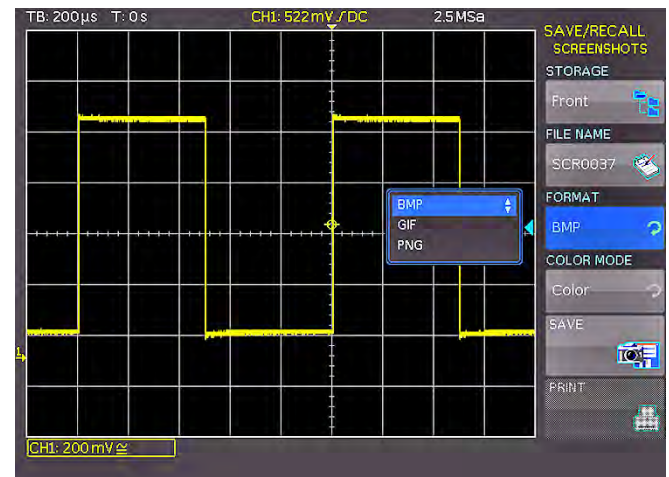 TB: 200µs T: 0s CH1: 522mV ⎍ DC 2.5MSa
SAVE/RECALL
SCREENSHOTS
STORAGE
Front
FILE NAME
SCR0037
FORMAT
BMP
GIF
PNG
BMP
COLOR MODE
Color
SAVE
1
PRINT
CH1: 200mV≅